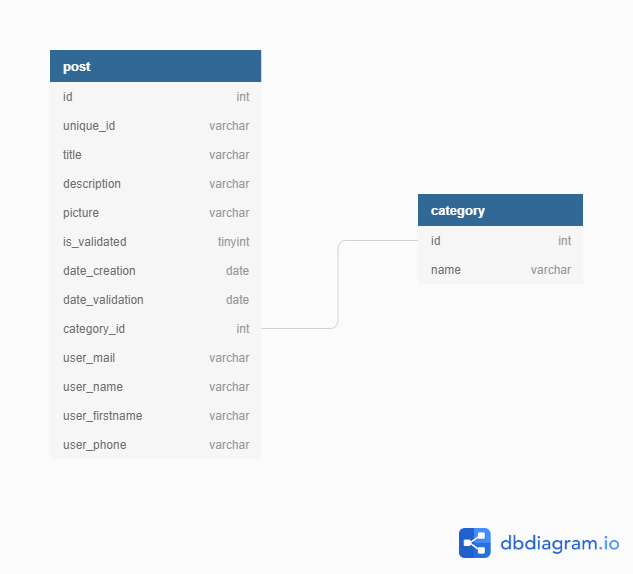 post
id int
unique_id varchar
title varchar
description varchar
picture varchar
is_validated tinyint
date_creation date
date_validation date
category_id int
user_mail varchar
user_name varchar
user_firstname varchar
user_phone varchar
category
id int
name varchar
dbdiagram.io